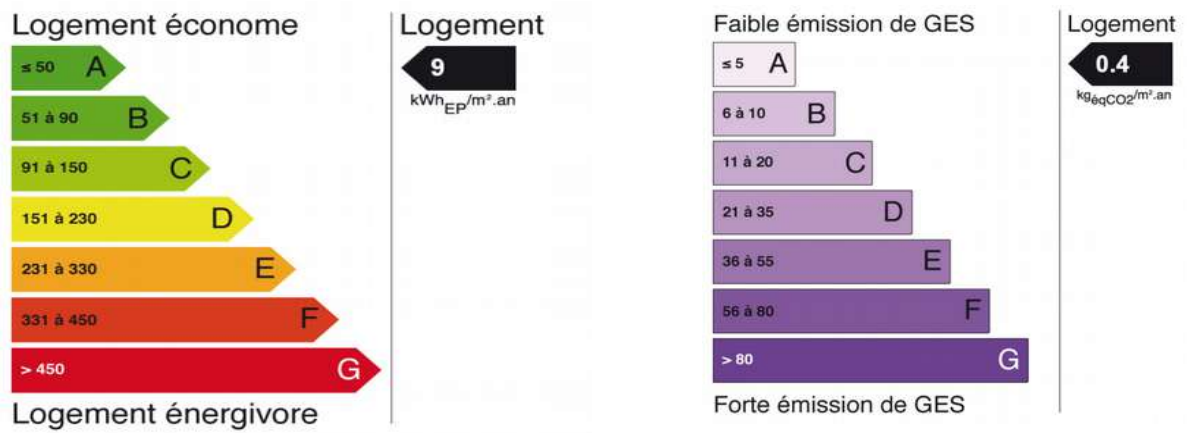 Logement économe
≤ 50 A
51 à 90 B
91 à 150 C
151 à 230 D
231 à 330 E
331 à 450 F
> 450 G
Logement énergivore
Logement
9
kWhEP/m².an
Faible émission de GES
≤ 5 A
6 à 10 B
11 à 20 C
21 à 35 D
36 à 55 E
56 à 80 F
> 80 G
Forte émission de GES
Logement
0.4
kgéqCO2/m².an